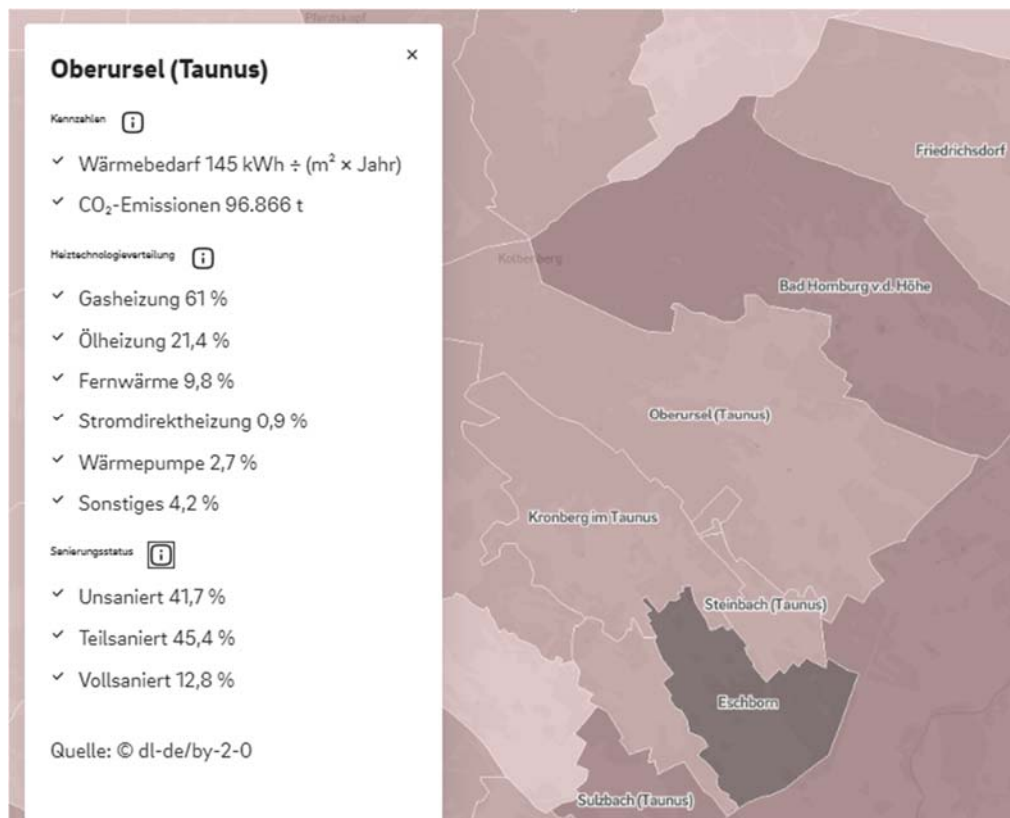 Pferdskopf
Oberursel (Taunus)
×
Kennzahlen
Wärmebedarf 145 kWh ÷ (m² × Jahr)
CO₂-Emissionen 96.866 t
Heiztechnologieverteilung
Gasheizung 61 %
Ölheizung 21,4 %
Fernwärme 9,8 %
Stromdirektheizung 0,9 %
Wärmepumpe 2,7 %
Sonstiges 4,2 %
Sanierungsstatus
Unsaniert 41,7 %
Teilsaniert 45,4 %
Vollsaniert 12,8 %
Quelle: © dl-de/by-2-0
Friedrichsdorf
Kolbenberg
Bad Homburg v.d. Höhe
Oberursel (Taunus)
Kronberg im Taunus
Steinbach (Taunus)
Eschborn
Sulzbach (Taunus)